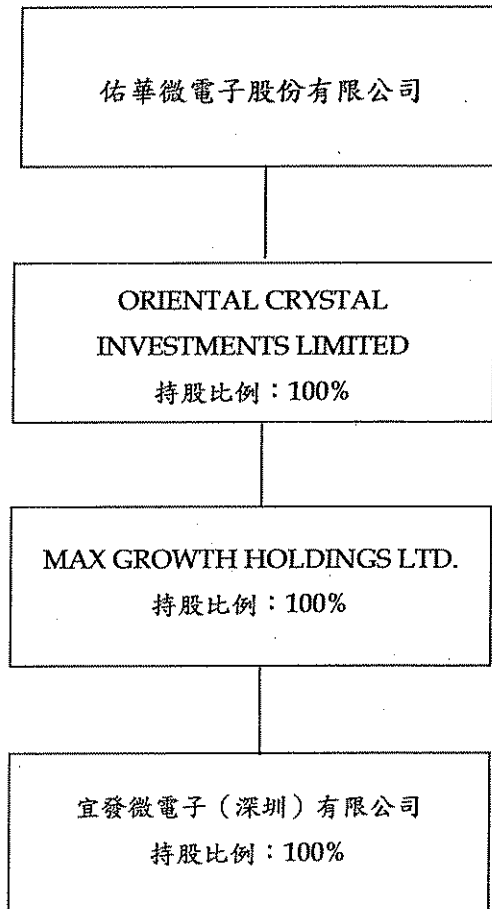 佑華微電子股份有限公司
ORIENTAL CRYSTAL
INVESTMENTS LIMITED
持股比例：100%
MAX GROWTH HOLDINGS LTD.
持股比例：100%
宜發微電子（深圳）有限公司
持股比例：100%